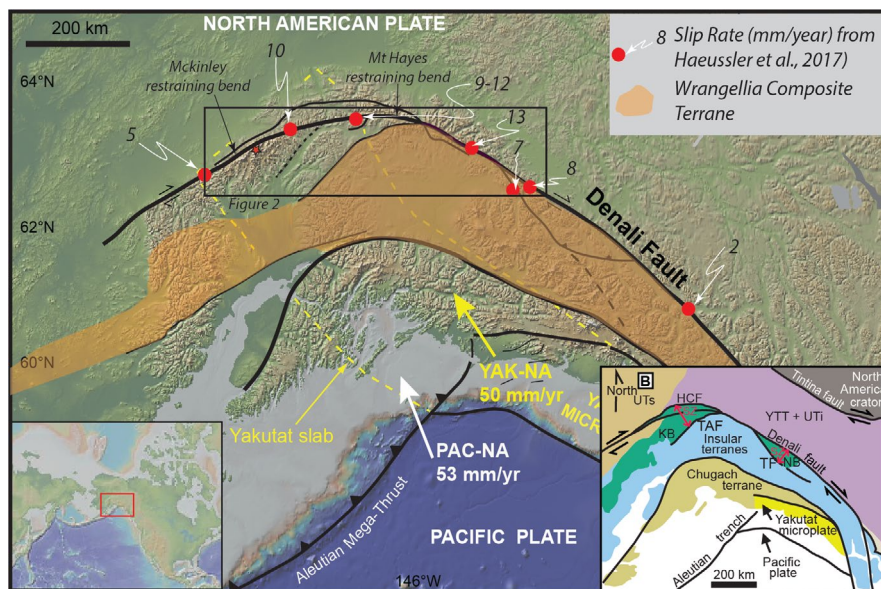 200 km
NORTH AMERICAN PLATE
8 Slip Rate (mm/year) from
Haeussler et al., 2017)
Wrangellia Composite
Terrane
64°N
62°N
60°N
Mckinley
restraining bend
10
Mt Hayes
restraining bend
9-12
13
5
7
8
Figure 2
Denali Fault
2
YAK-NA
50 mm/yr
YA
MICR
Yakutat slab
PAC-NA
53 mm/yr
Aleutian Mega-Thrust
PACIFIC PLATE
146°W
B
North
UTs
HCF
KB
TAF
Insular
terranes
YTT + UTi
Tintina fault
North
America
craton
Denali
fault
TP-NB
Chugach
terrane
Yakutat
microplate
Aleutian trench
Pacific
plate
200 km